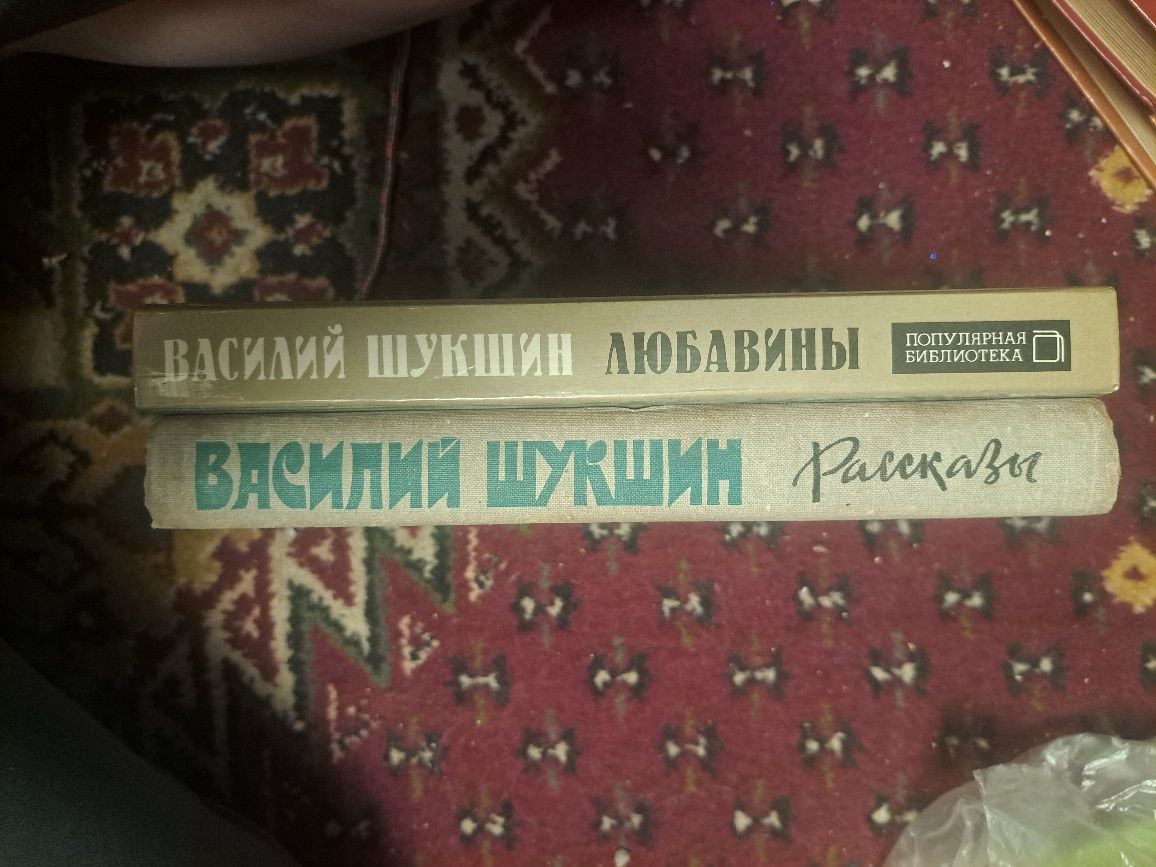 ВАСИЛИЙ ШУКШИН ЛЮБАВИНЫ
ПОПУЛЯРНАЯ
БИБЛИОТЕКА
ВАСИЛИЙ ШУКШИН Рассказы